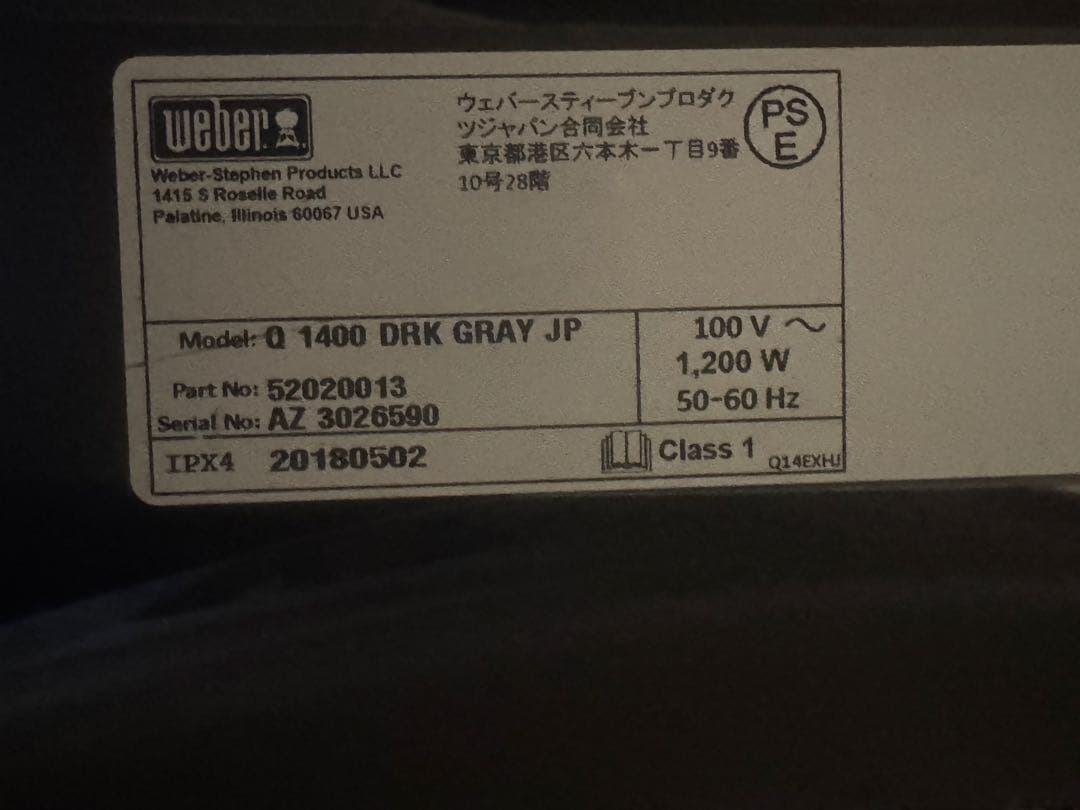 weber
Weber-Stephen Products LLC
1415 S Roselle Road
Palatine, Illinois 60067 USA
ウェバースティーブンプロダク
ツジャパン合同会社
東京都港区六本木一丁目9番
10号28階
PS
E
Model: Q 1400 DRK GRAY JP
Part No: 52020013
Serial No: AZ 3026590
100 V ~
1,200 W
50-60 Hz
IPX4 20180502
Class 1
Q14EXHJ